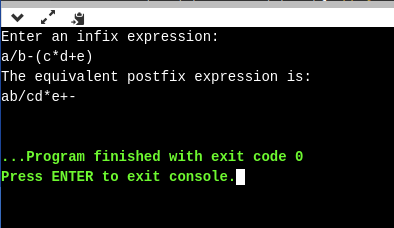 Enter an infix expression:
a/b-(c*d+e)
The equivalent postfix expression is:
ab/cd*e+-
...Program finished with exit code 0
Press ENTER to exit console.